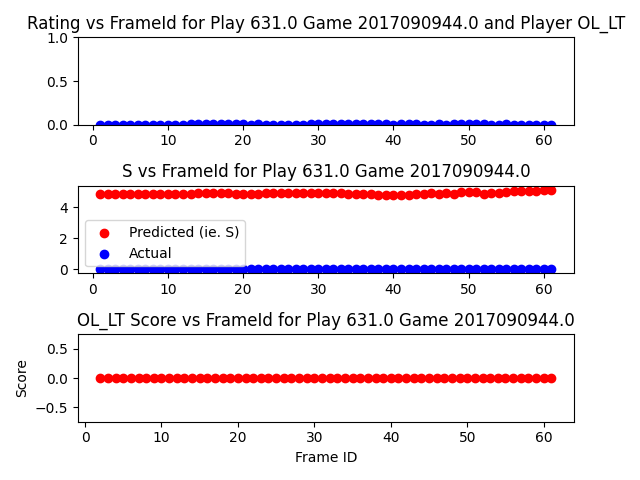 Rating vs FrameId for Play 631.0 Game 2017090944.0 and Player OL_LT
1.0
0.5
0.0
0 10 20 30 40 50 60
S vs FrameId for Play 631.0 Game 2017090944.0
4
2
0
Predicted (ie. S)
Actual
0 10 20 30 40 50 60
OL_LT Score vs FrameId for Play 631.0 Game 2017090944.0
Score
0.5
0.0
−0.5
0 10 20 30 40 50 60
Frame ID